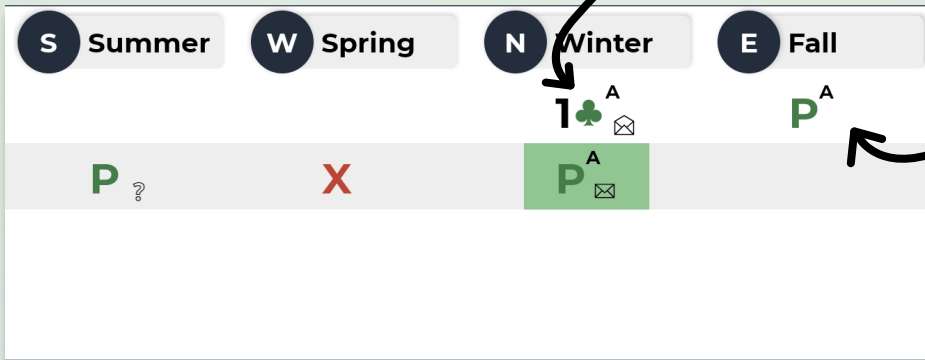 S Summer W Spring N Winter E Fall
1♣ A P A
P ? X P A